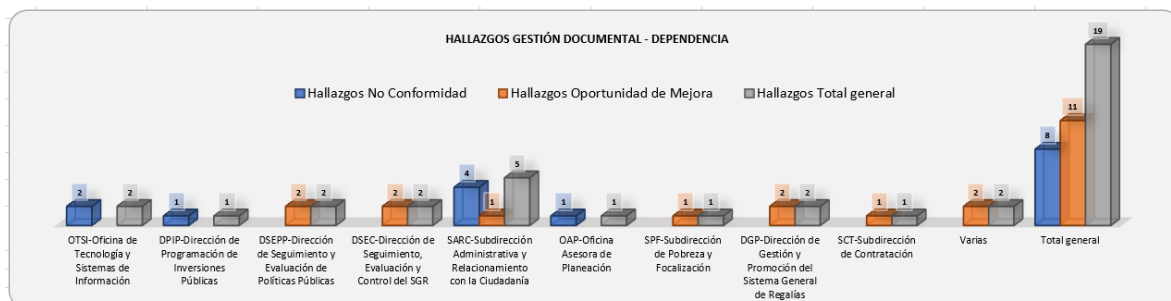 HALLAZGOS GESTIÓN DOCUMENTAL - DEPENDENCIA
Hallazgos No Conformidad
Hallazgos Oportunidad de Mejora
Hallazgos Total general
2
2
1
1
2
2
2
2
4
1
5
1
1
1
1
2
2
1
1
2
2
8
11
19
OTSI-Oficina de
Tecnología y
Sistemas de
Información
DPIP-Dirección de
Programación de
Inversiones
Públicas
DSEPP-Dirección
de Seguimiento y
Evaluación de
Políticas Públicas
DSEC-Dirección de
Seguimiento,
Evaluación y
Control del SGR
SARC-Subdirección
Administrativa y
Relacionamiento
con la Ciudadanía
OAP-Oficina
Asesora de
Planeación
SPF-Subdirección
de Pobreza y
Focalización
DGP-Dirección de
Gestión y
Promoción del
Sistema General
de Regalías
SCT-Subdirección
de Contratación
Varias
Total general